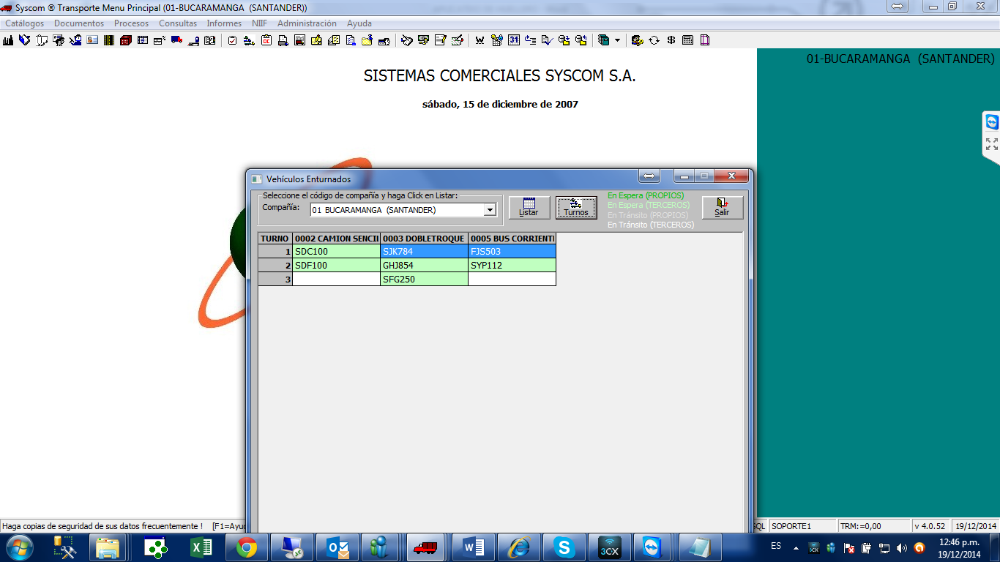 Syscom ® Transporte Menu Principal (01-BUCARAMANGA  (SANTANDER))
Catálogos Documentos Procesos Consultas Informes NIIF Administración Ayuda
01-BUCARAMANGA  (SANTANDER)
SISTEMAS COMERCIALES SYSCOM S.A.
sábado, 15 de diciembre de 2007
Vehículos Enturnados
Seleccione el código de compañía y haga Click en Listar:
Compañía: 01 BUCARAMANGA  (SANTANDER)
Listar
Turnos
En Espera (PROPIOS)
En Espera (TERCEROS)
En Tránsito (PROPIOS)
En Tránsito (TERCEROS)
Salir
TURNO 0002 CAMION SENCIL 0003 DOBLETROQUE 0005 BUS CORRIENTE
1 SDC100 SJK784 FJS503
2 SDF100 GHJ854 SYP112
3 SFG250
Haga copias de seguridad de sus datos frecuentemente ! [F1=Ayud
SQL SOPORTE1 TRM:=0,00 v 4.0.52 19/12/2014
ES 12:46 p.m.
19/12/2014